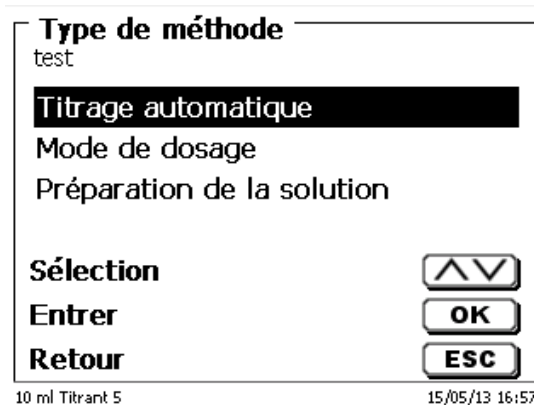 Type de méthode
test
Titrage automatique
Mode de dosage
Préparation de la solution
Sélection
Entrer OK
Retour ESC
10 ml Titrant 5 15/05/13 16:57